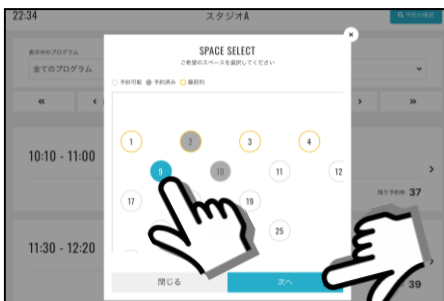 22:34
スタジオA
予約の確認
表示中のプログラム
全てのプログラム
SPACE SELECT
ご希望のスペースを選択してください
予約可能 予約済み 最前列
1 2 3 4
9 10 11 12
17 19
25
10:10 - 11:00
残り予約枠 37
11:30 - 12:20
39
閉じる
次へ